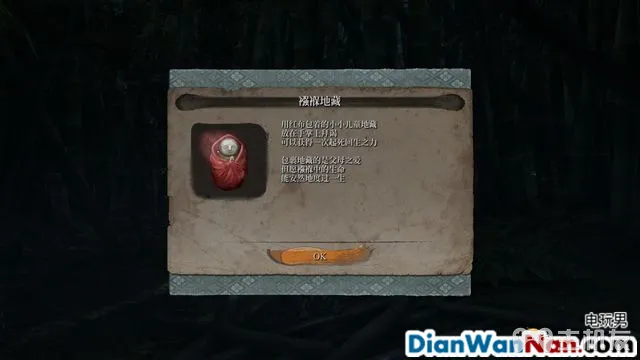 襁褓地藏
用红布包着的小小儿童地藏
放在手掌上拜谒
可以获得一次起死回生之力
包裹地藏的是父母之爱
但愿襁褓中的生命
能安然地度过一生
OK
电玩男
DianWanNan.com